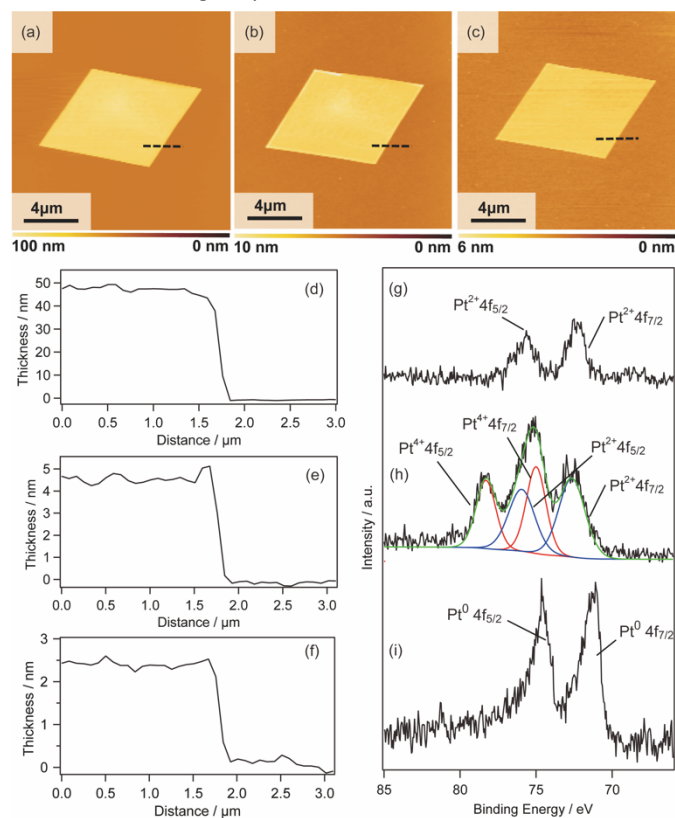 (a)
(b)
(c)
4μm
4μm
4μm
100 nm 0 nm
10 nm 0 nm
6 nm 0 nm
(d)
Thickness / nm
50
40
30
20
10
0
0.0 0.5 1.0 1.5 2.0 2.5 3.0
Distance / μm
(e)
Thickness / nm
5
4
3
2
1
0
0.0 0.5 1.0 1.5 2.0 2.5 3.0
Distance / μm
(f)
Thickness / nm
3
2
1
0
0.0 0.5 1.0 1.5 2.0 2.5 3.0
Distance / μm
(g)
Pt²⁺4f5/2
Pt²⁺4f7/2
(h)
Pt⁴⁺4f5/2
Pt⁴⁺4f7/2
Pt²⁺4f5/2
Pt²⁺4f7/2
(i)
Pt⁰ 4f5/2
Pt⁰ 4f7/2
Intensity / a.u.
85 80 75 70
Binding Energy / eV